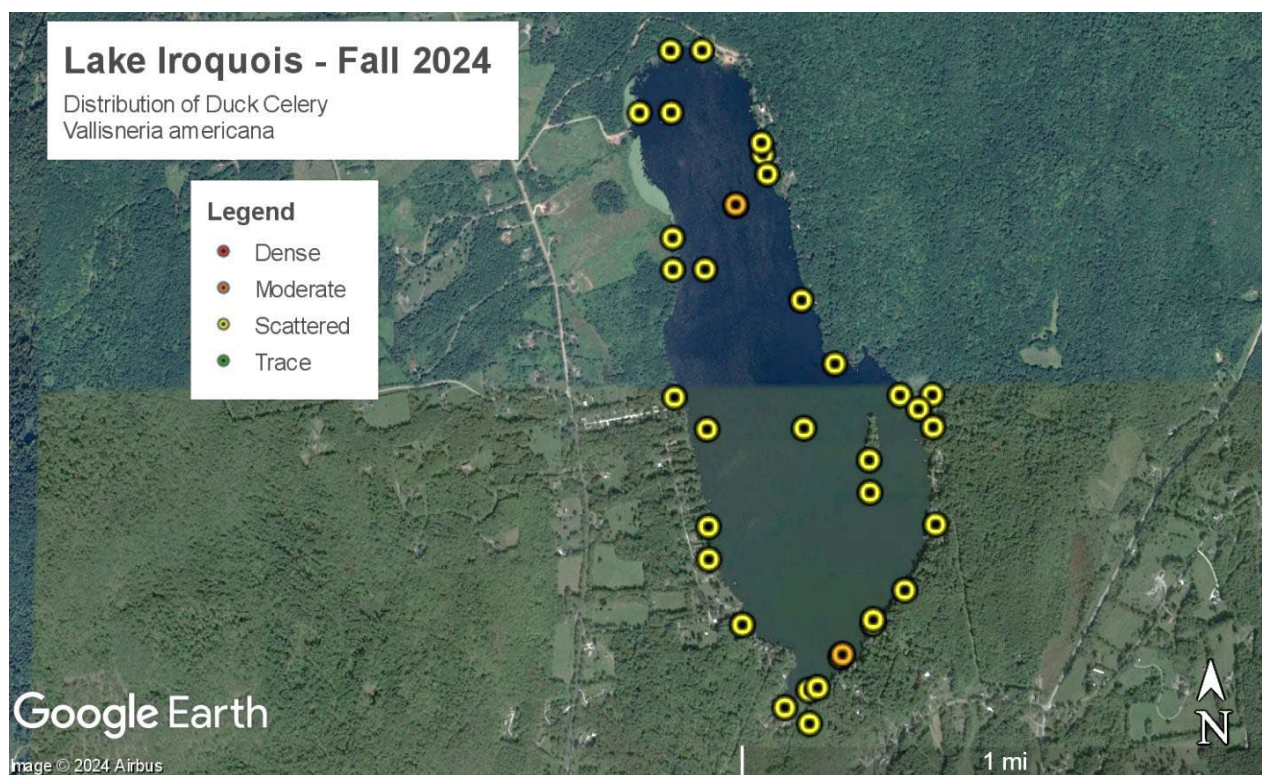 Lake Iroquois - Fall 2024
Distribution of Duck Celery
Vallisneria americana
Legend
Dense
Moderate
Scattered
Trace
Google Earth
N
Image © 2024 Airbus
1 mi